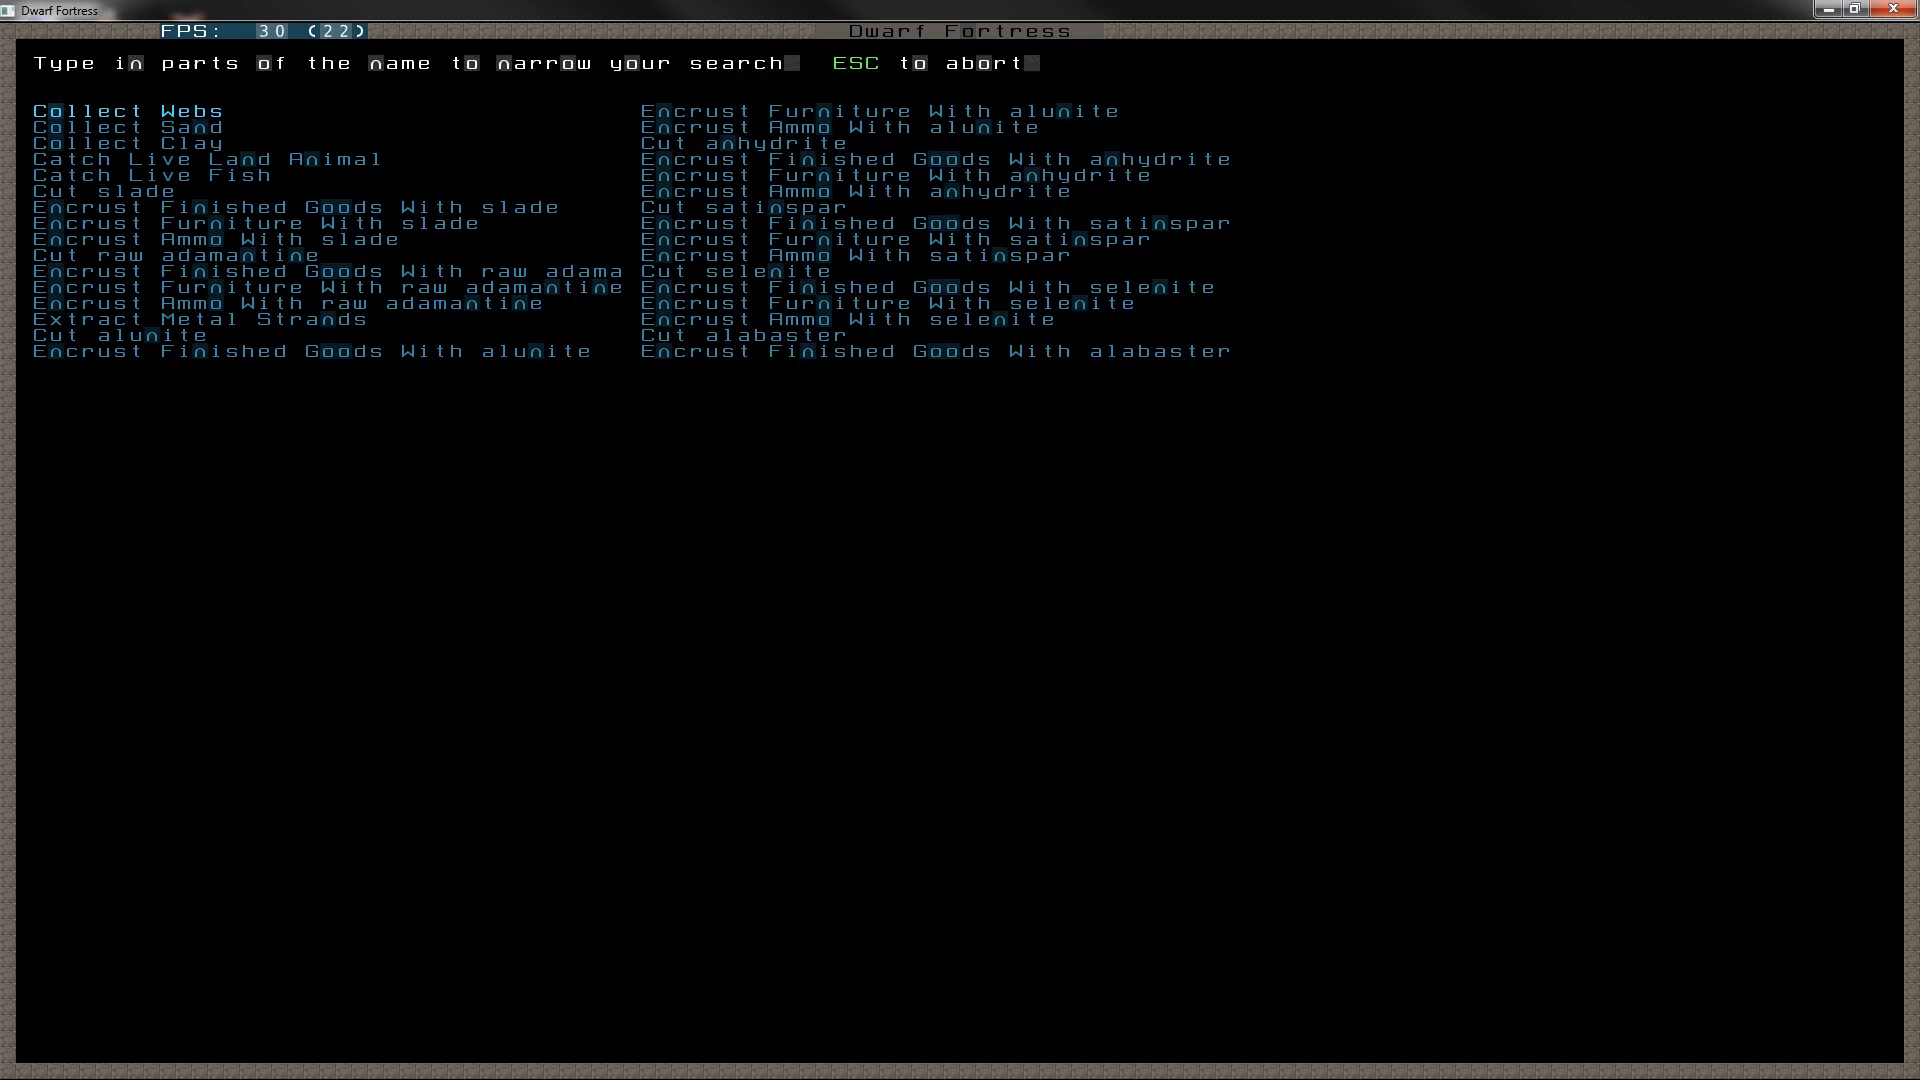 Dwarf Fortress
FPS: 30 (22)
Dwarf Fortress
Type in parts of the name to narrow your search. ESC to abort.
Collect Webs
Collect Sand
Collect Clay
Catch Live Land Animal
Catch Live Fish
Cut slade
Encrust Finished Goods With slade
Encrust Furniture With slade
Encrust Ammo With slade
Cut raw adamantine
Encrust Finished Goods With raw adama
Encrust Furniture With raw adamantine
Encrust Ammo With raw adamantine
Extract Metal Strands
Cut alunite
Encrust Finished Goods With alunite
Encrust Furniture With alunite
Encrust Ammo With alunite
Cut anhydrite
Encrust Finished Goods With anhydrite
Encrust Furniture With anhydrite
Encrust Ammo With anhydrite
Cut satinspar
Encrust Finished Goods With satinspar
Encrust Furniture With satinspar
Encrust Ammo With satinspar
Cut selenite
Encrust Finished Goods With selenite
Encrust Furniture With selenite
Encrust Ammo With selenite
Cut alabaster
Encrust Finished Goods With alabaster